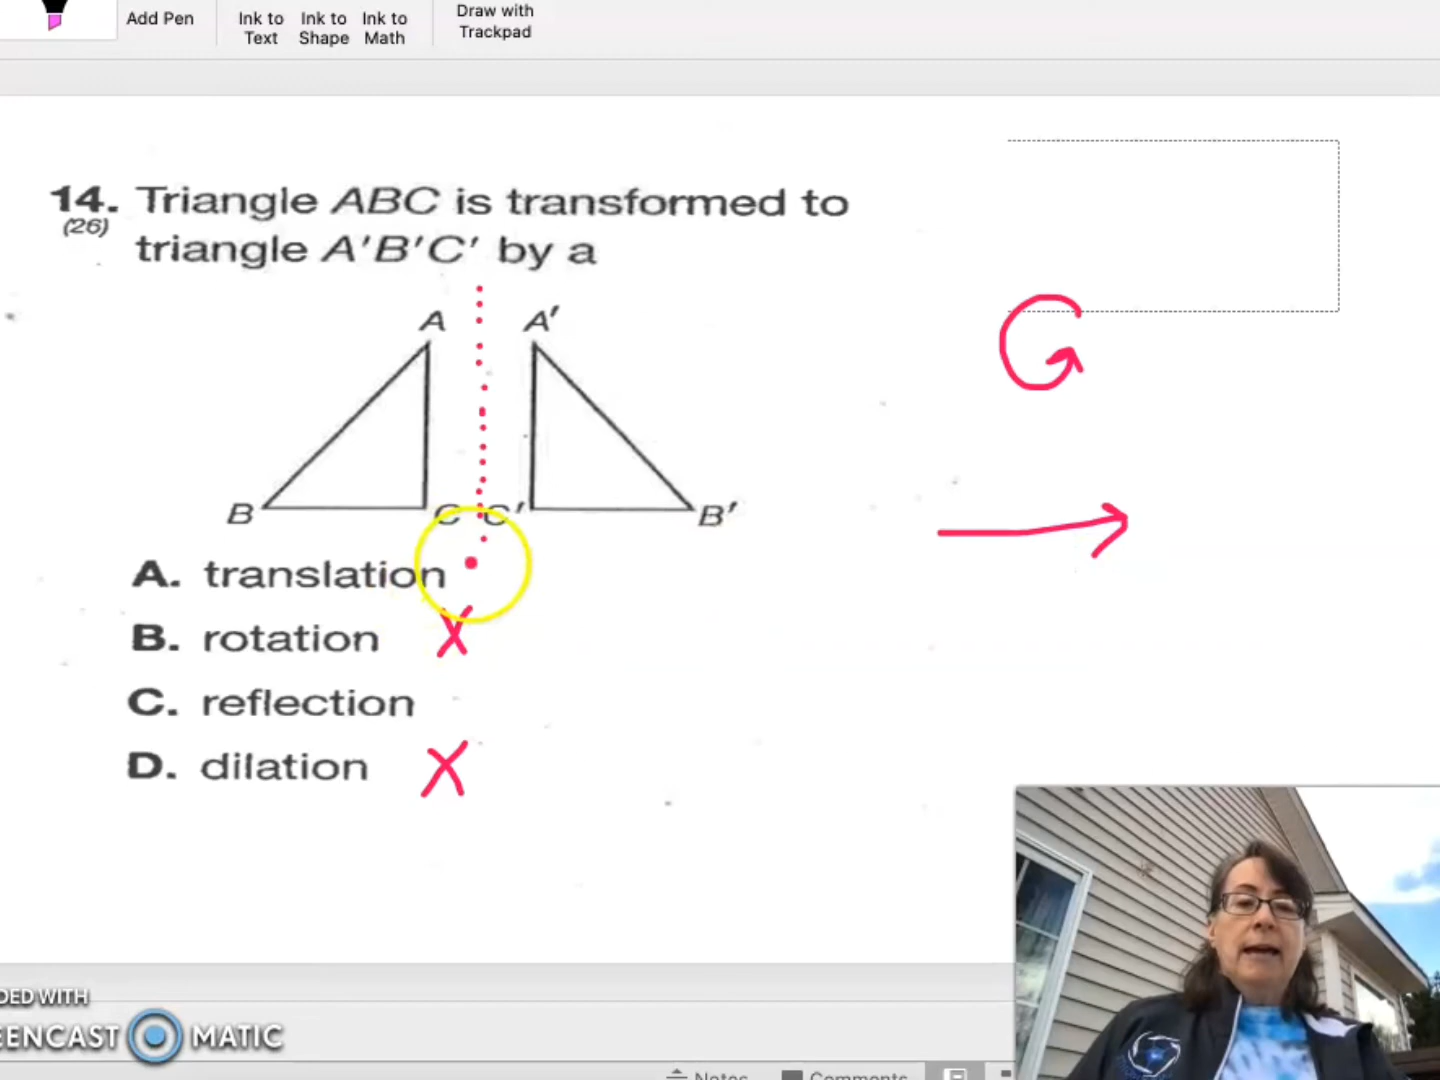 Add Pen
Ink to Text
Ink to Shape
Ink to Math
Draw with Trackpad
14. Triangle ABC is transformed to
(26)
triangle A'B'C' by a
A A'
B C C' B'
A. translation
B. rotation X
C. reflection
D. dilation X
DED WITH
EENCAST MATIC
Notes Comments